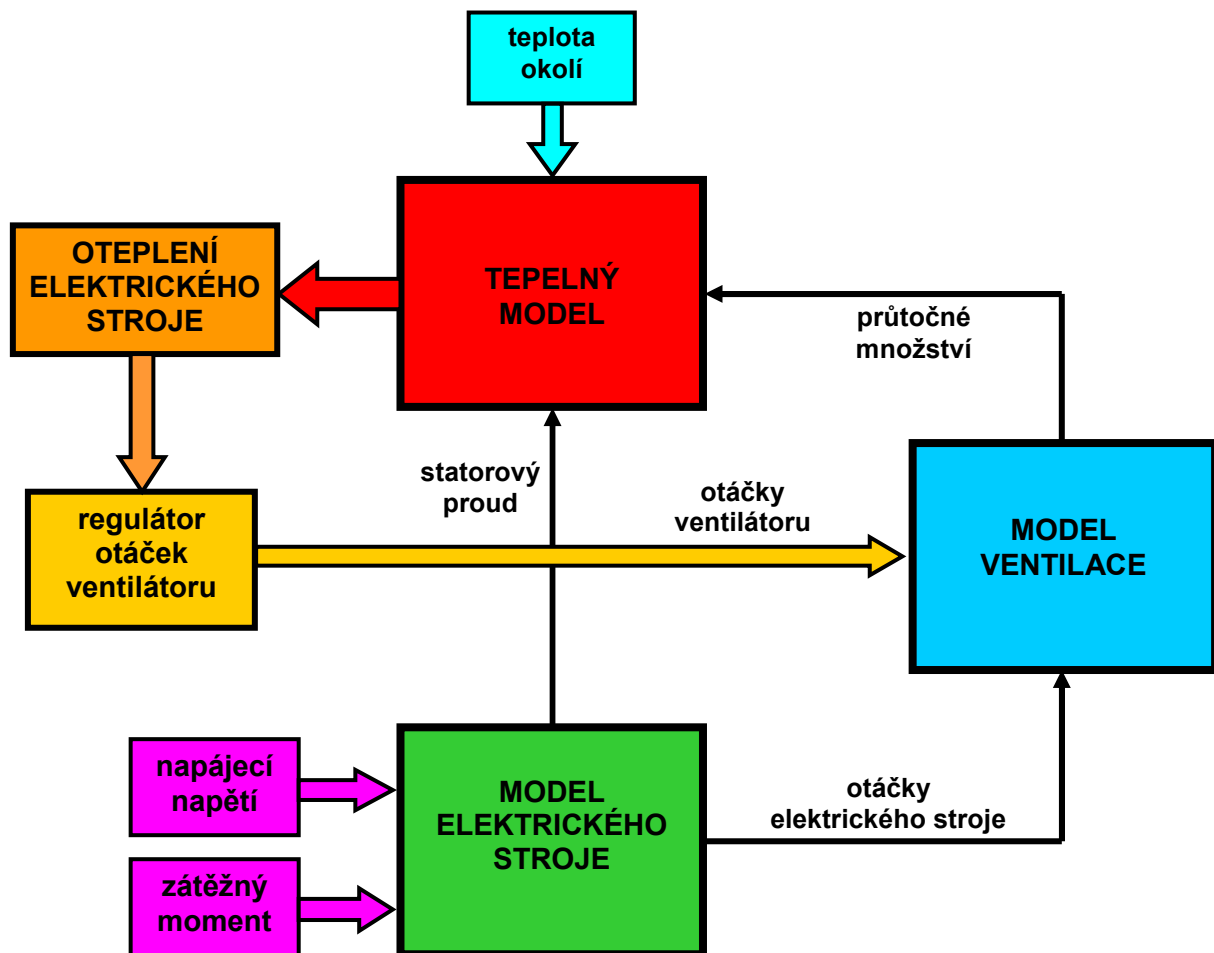 teplota
okolí
OTEPLENÍ
ELEKTRICKÉHO
STROJE
TEPELNÝ
MODEL
průtočné
množství
statorový
proud
otáčky
ventilátoru
regulátor
otáček
ventilátoru
MODEL
VENTILACE
napájecí
napětí
MODEL
ELEKTRICKÉHO
STROJE
otáčky
elektrického stroje
zátěžný
moment